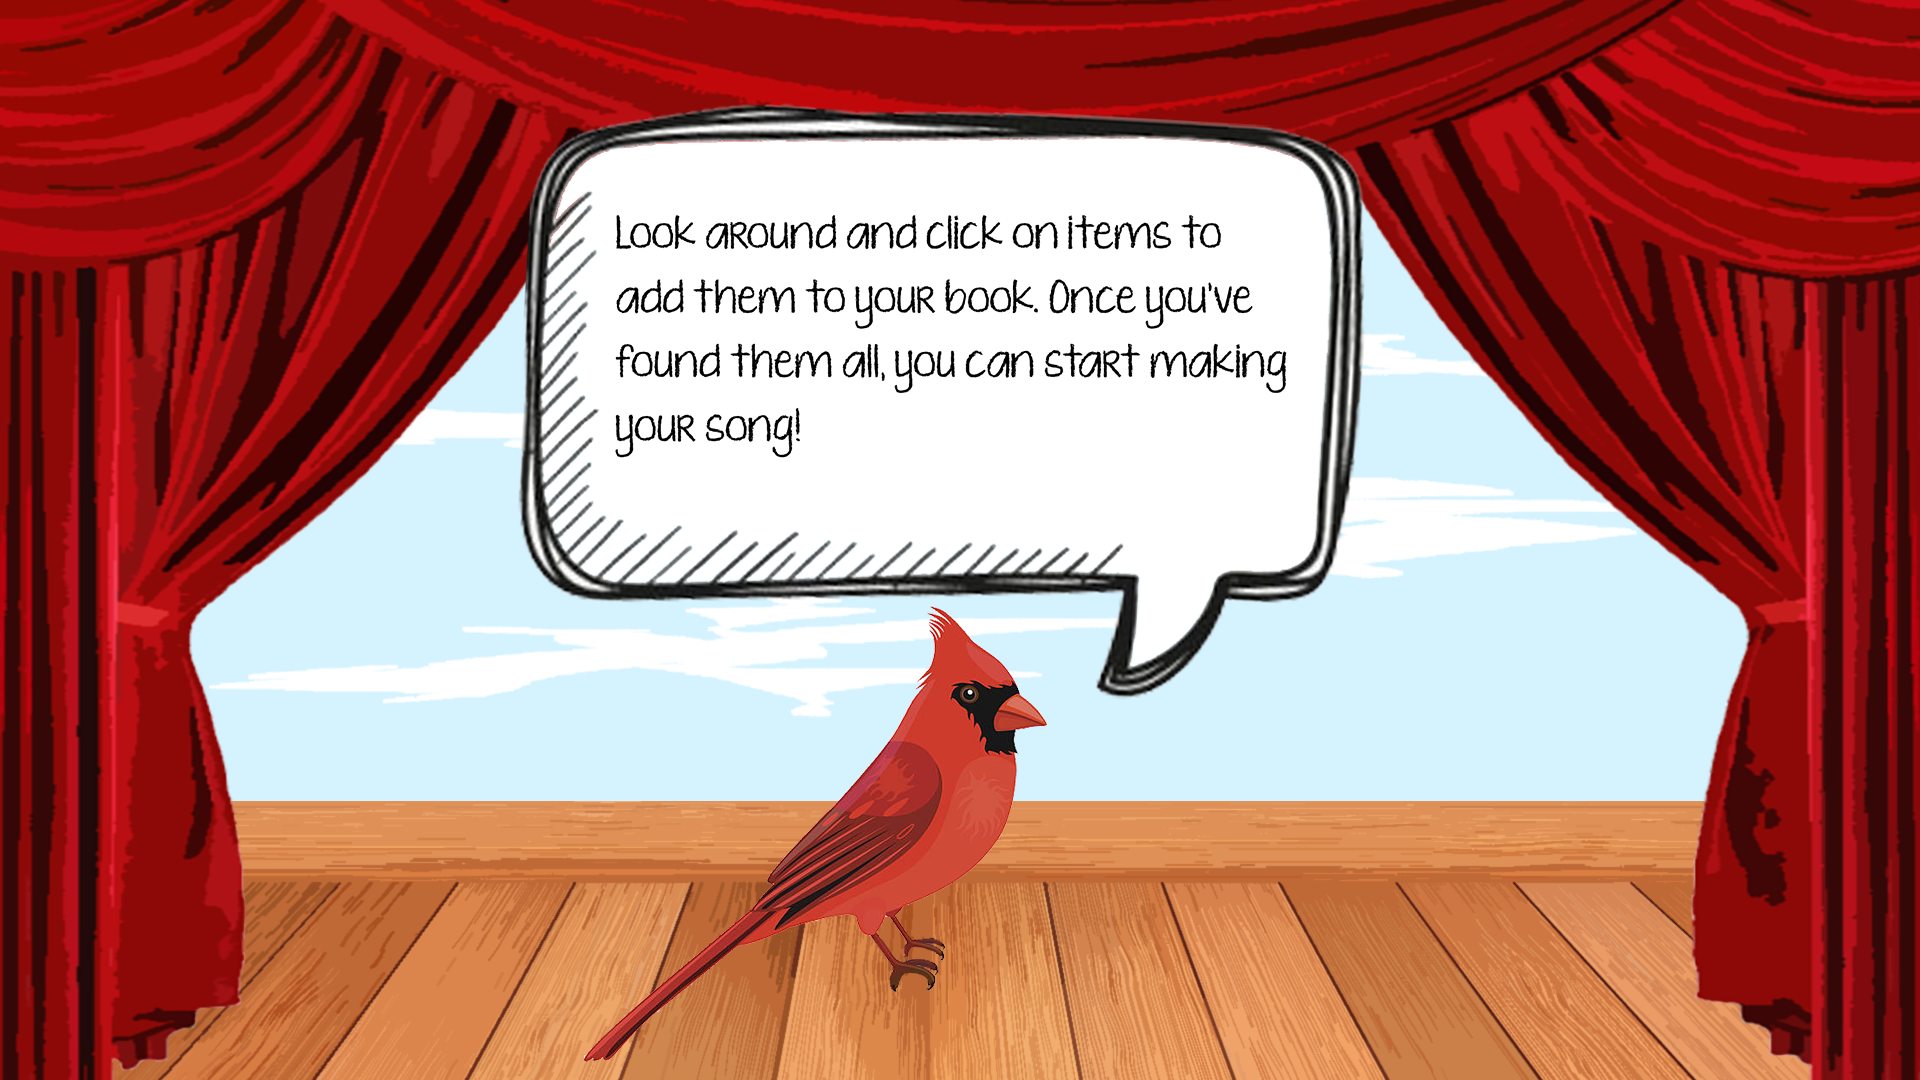 Look around and click on items to
add them to your book. Once you've
found them all, you can start making
your song!